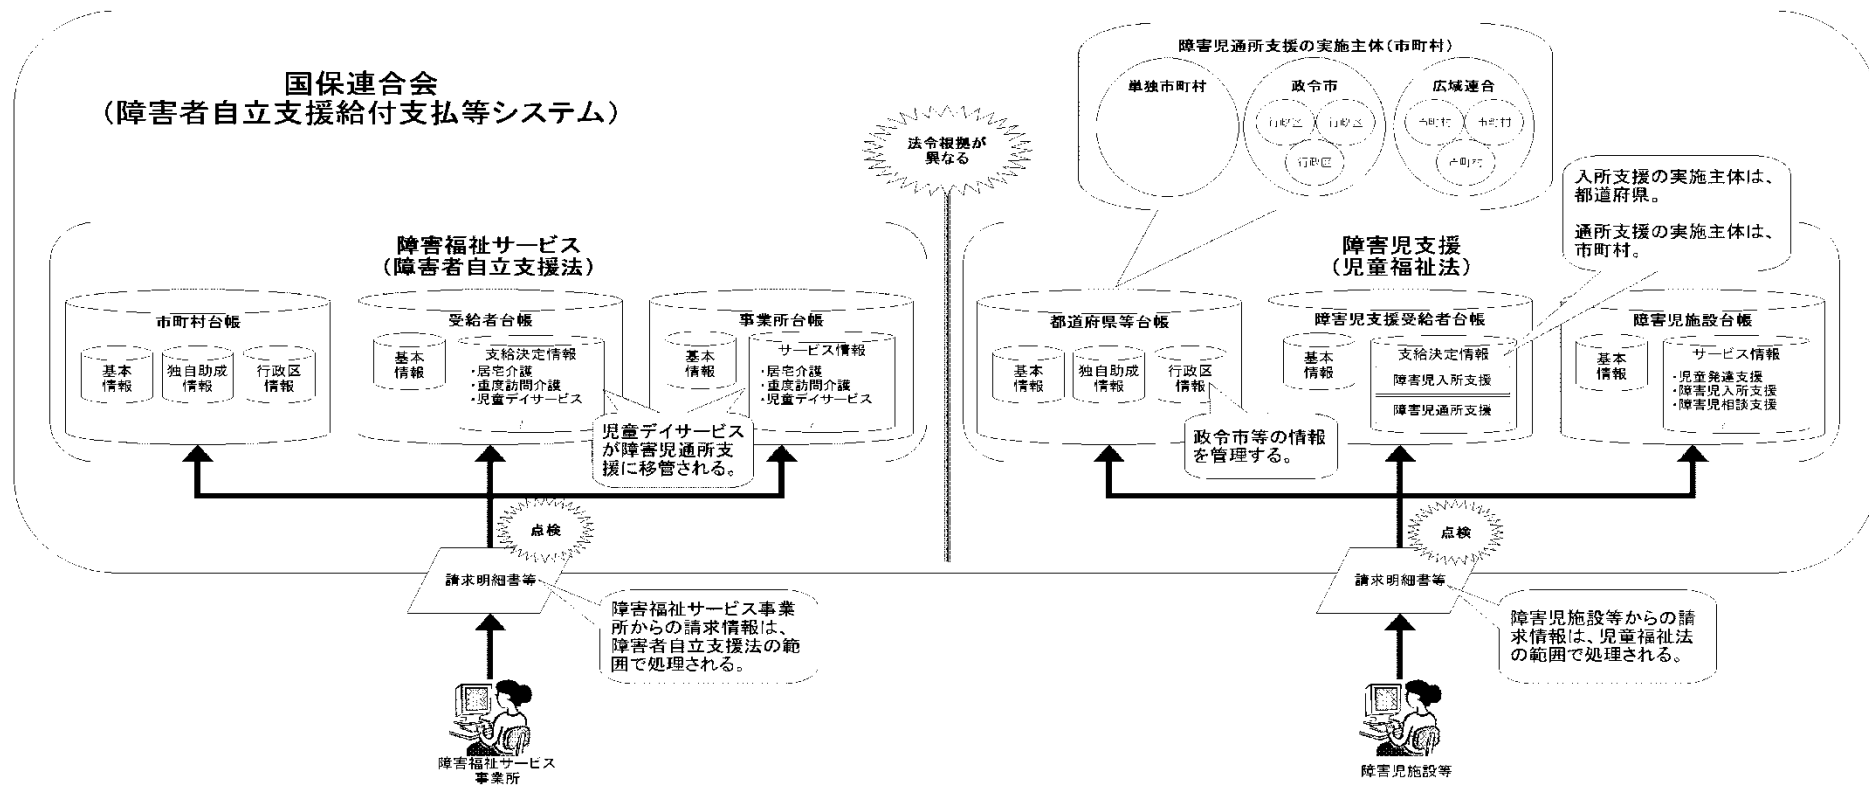 国保連合会
（障害者自立支援給付支払等システム）
法令根拠が
異なる
障害児通所支援の実施主体（市町村）
単独市町村
政令市
行政区
行政区
行政区
広域連合
市町村
市町村
市町村
入所支援の実施主体は、
都道府県。
通所支援の実施主体は、
市町村。
障害福祉サービス
（障害者自立支援法）
市町村台帳
基本
情報
独自助成
情報
行政区
情報
受給者台帳
基本
情報
支給決定情報
・居宅介護
・重度訪問介護
・児童デイサービス
事業所台帳
基本
情報
サービス情報
・居宅介護
・重度訪問介護
・児童デイサービス
児童デイサービス
が障害児通所支
援に移管される。
点検
請求明細書等
障害福祉サービス事業
所からの請求情報は、
障害者自立支援法の範
囲で処理される。
障害福祉サービス
事業所
障害児支援
（児童福祉法）
都道府県等台帳
基本
情報
独自助成
情報
行政区
情報
政令市等の情報
を管理する。
障害児支援受給者台帳
基本
情報
支給決定情報
障害児入所支援
障害児通所支援
障害児施設台帳
基本
情報
サービス情報
・児童発達支援
・障害児入所支援
・障害児相談支援
点検
請求明細書等
障害児施設等からの請
求情報は、児童福祉法
の範囲で処理される。
障害児施設等